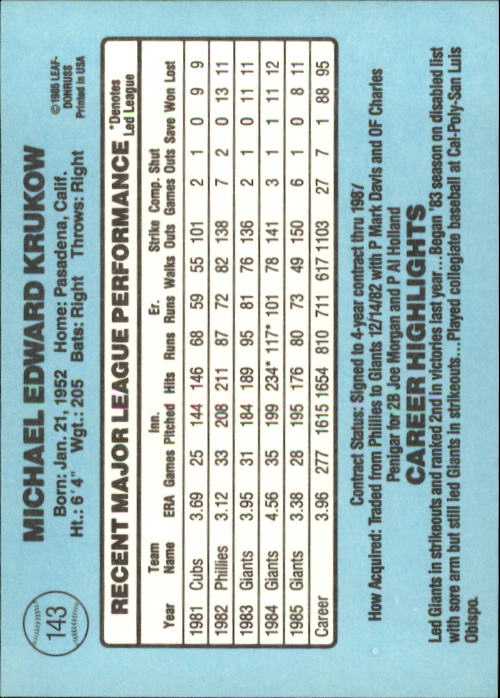 143
MICHAEL EDWARD KRUKOW
Born: Jan. 21, 1952 Home: Pasadena, Calif.
Ht.: 6' 4" Wgt.: 205 Bats: Right Throws: Right
©1985 LEAF-
DONRUSS
Printed in USA
RECENT MAJOR LEAGUE PERFORMANCE
*Denotes
Led League
Team Inn. Er. Strike Comp. Shut
Year Name ERA Games Pitched Hits Runs Runs Walks Outs Games Outs Save Won Lost
1981 Cubs 3.69 25 144 146 68 59 55 101 2 1 0 9 9
1982 Phillies 3.12 33 208 211 87 72 82 138 7 2 0 13 11
1983 Giants 3.95 31 184 189 95 81 76 136 2 1 0 11 11
1984 Giants 4.56 35 199 234* 117* 101 78 141 3 1 1 11 12
1985 Giants 3.38 28 195 176 80 73 49 150 6 1 0 8 11
Career 3.96 277 1615 1654 810 711 617 1103 27 7 1 88 95
Contract Status: Signed to 4-year contract thru 1987
How Acquired: Traded from Phillies to Giants 12/14/82 with P Mark Davis and OF Charles
Penigar for 2B Joe Morgan and P Al Holland
CAREER HIGHLIGHTS
Led Giants in strikeouts and ranked 2nd in victories last year...Began '83 season on disabled list
with sore arm but still led Giants in strikeouts...Played collegiate baseball at Cal-Poly-San Luis
Obispo.